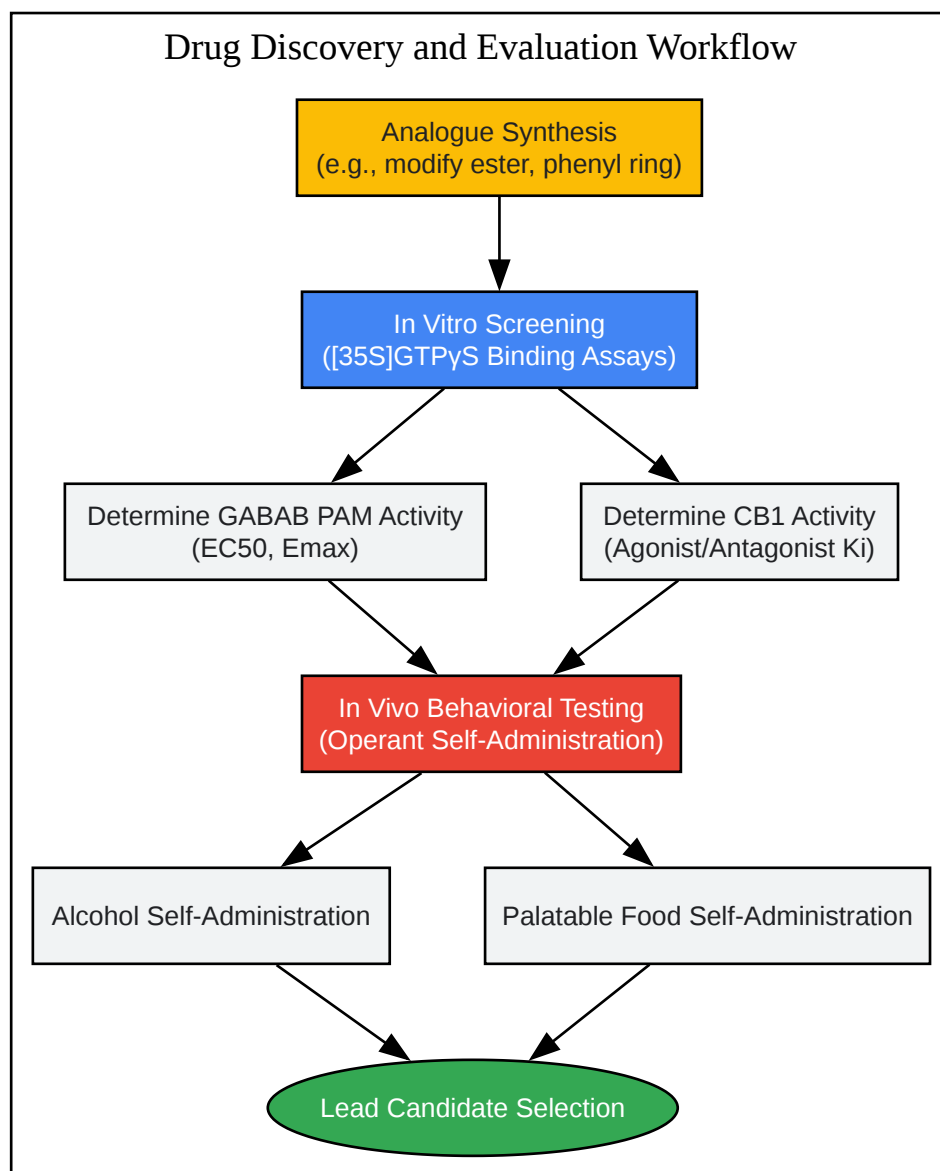 Drug Discovery and Evaluation Workflow
Analogue Synthesis
(e.g., modify ester, phenyl ring)
In Vitro Screening
([35S]GTPγS Binding Assays)
Determine GABAB PAM Activity
(EC50, Emax)
Determine CB1 Activity
(Agonist/Antagonist Ki)
In Vivo Behavioral Testing
(Operant Self-Administration)
Alcohol Self-Administration
Palatable Food Self-Administration
Lead Candidate Selection